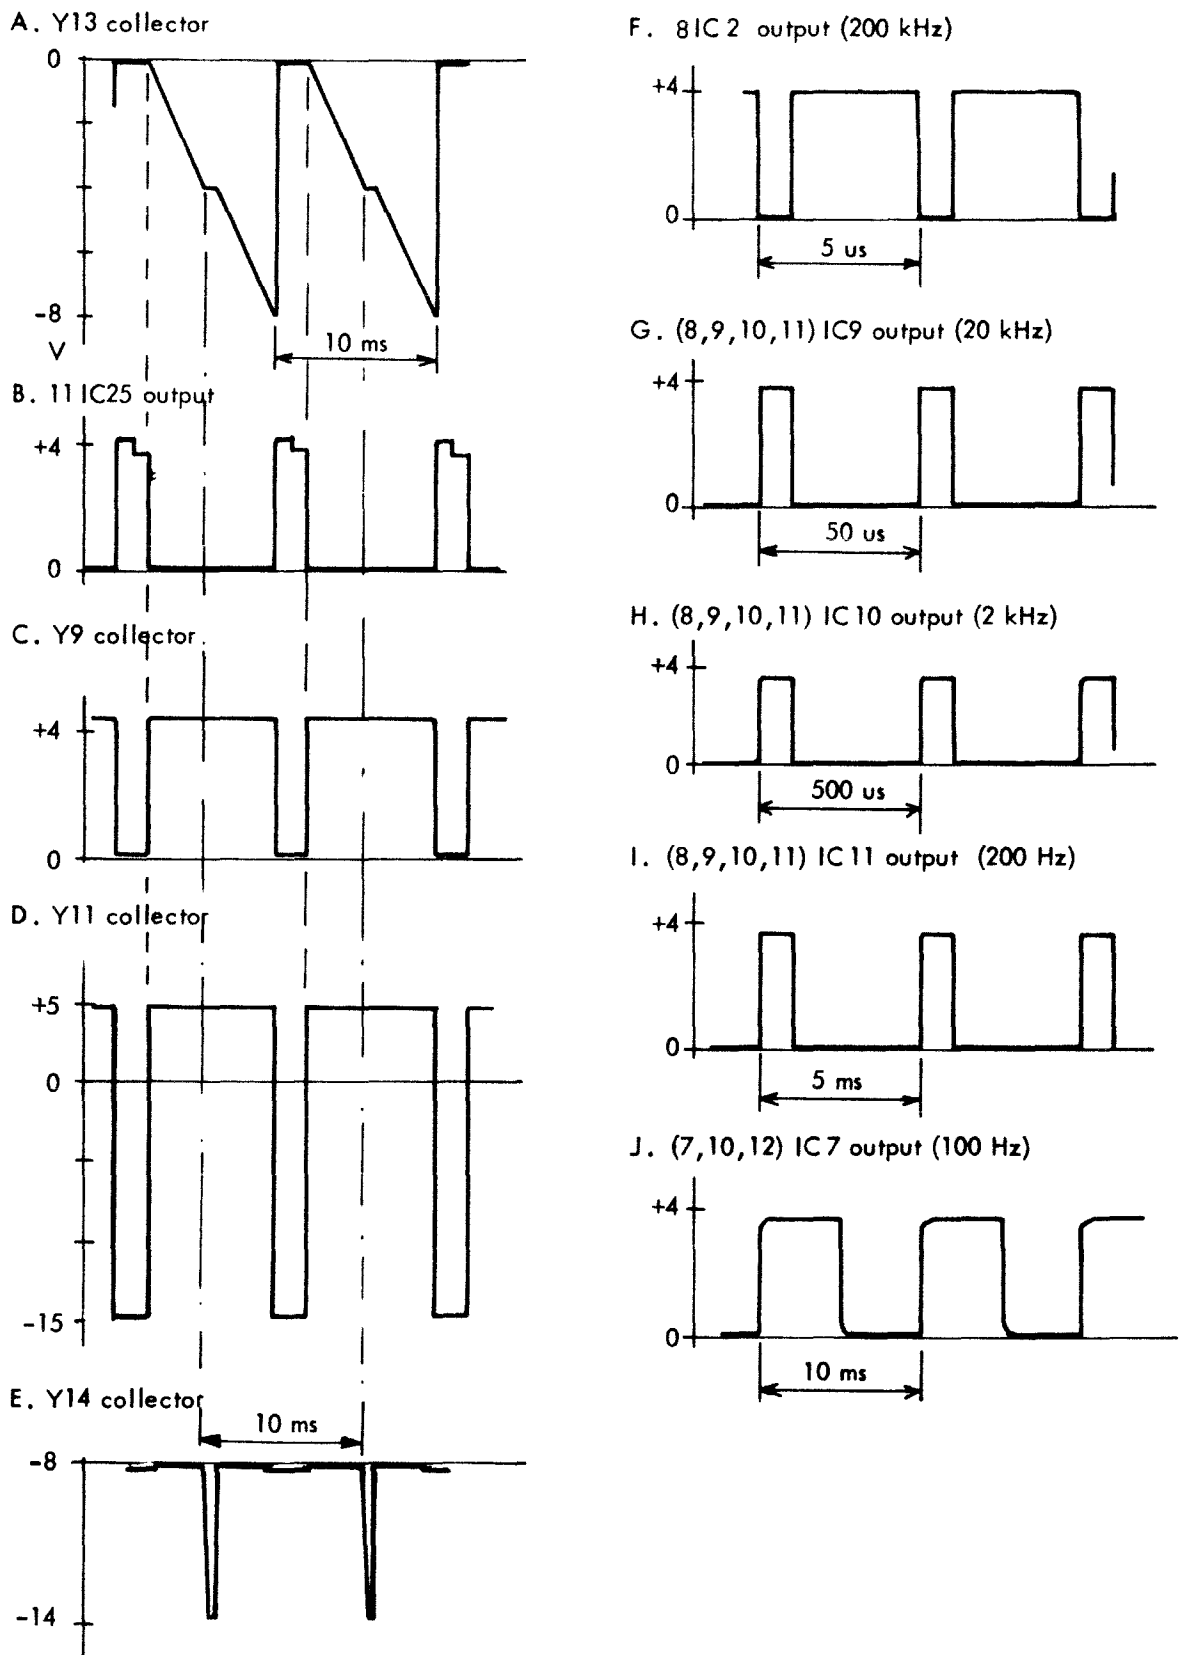 A. Y13 collector
0
-8
V
10 ms
B. 11 IC25 output
+4
0
C. Y9 collector
+4
0
D. Y11 collector
+5
0
-15
E. Y14 collector
10 ms
-8
-14
F. 8 IC 2 output (200 kHz)
+4
0
5 us
G. (8,9,10,11) IC9 output (20 kHz)
+4
0
50 us
H. (8,9,10,11) IC 10 output (2 kHz)
+4
0
500 us
I. (8,9,10,11) IC 11 output (200 Hz)
+4
0
5 ms
J. (7,10,12) IC 7 output (100 Hz)
+4
0
10 ms